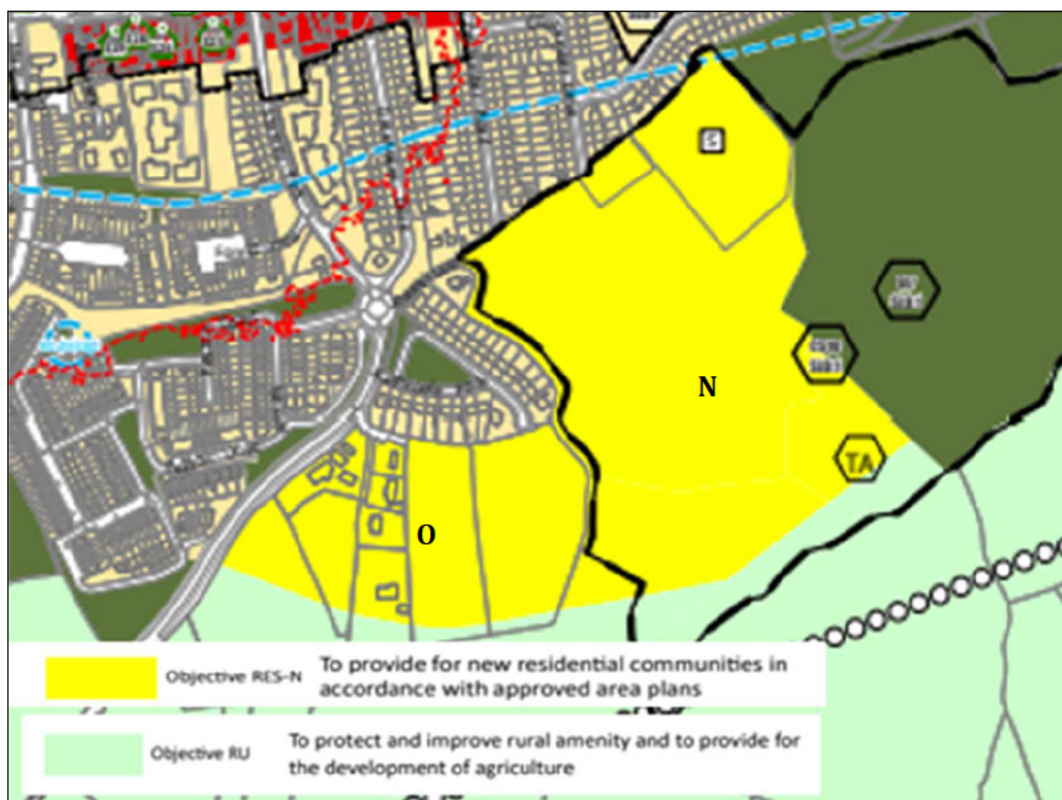 N
TA
O
Objective RES-N
To provide for new residential communities in
accordance with approved area plans
Objective RU
To protect and improve rural amenity and to provide for
the development of agriculture